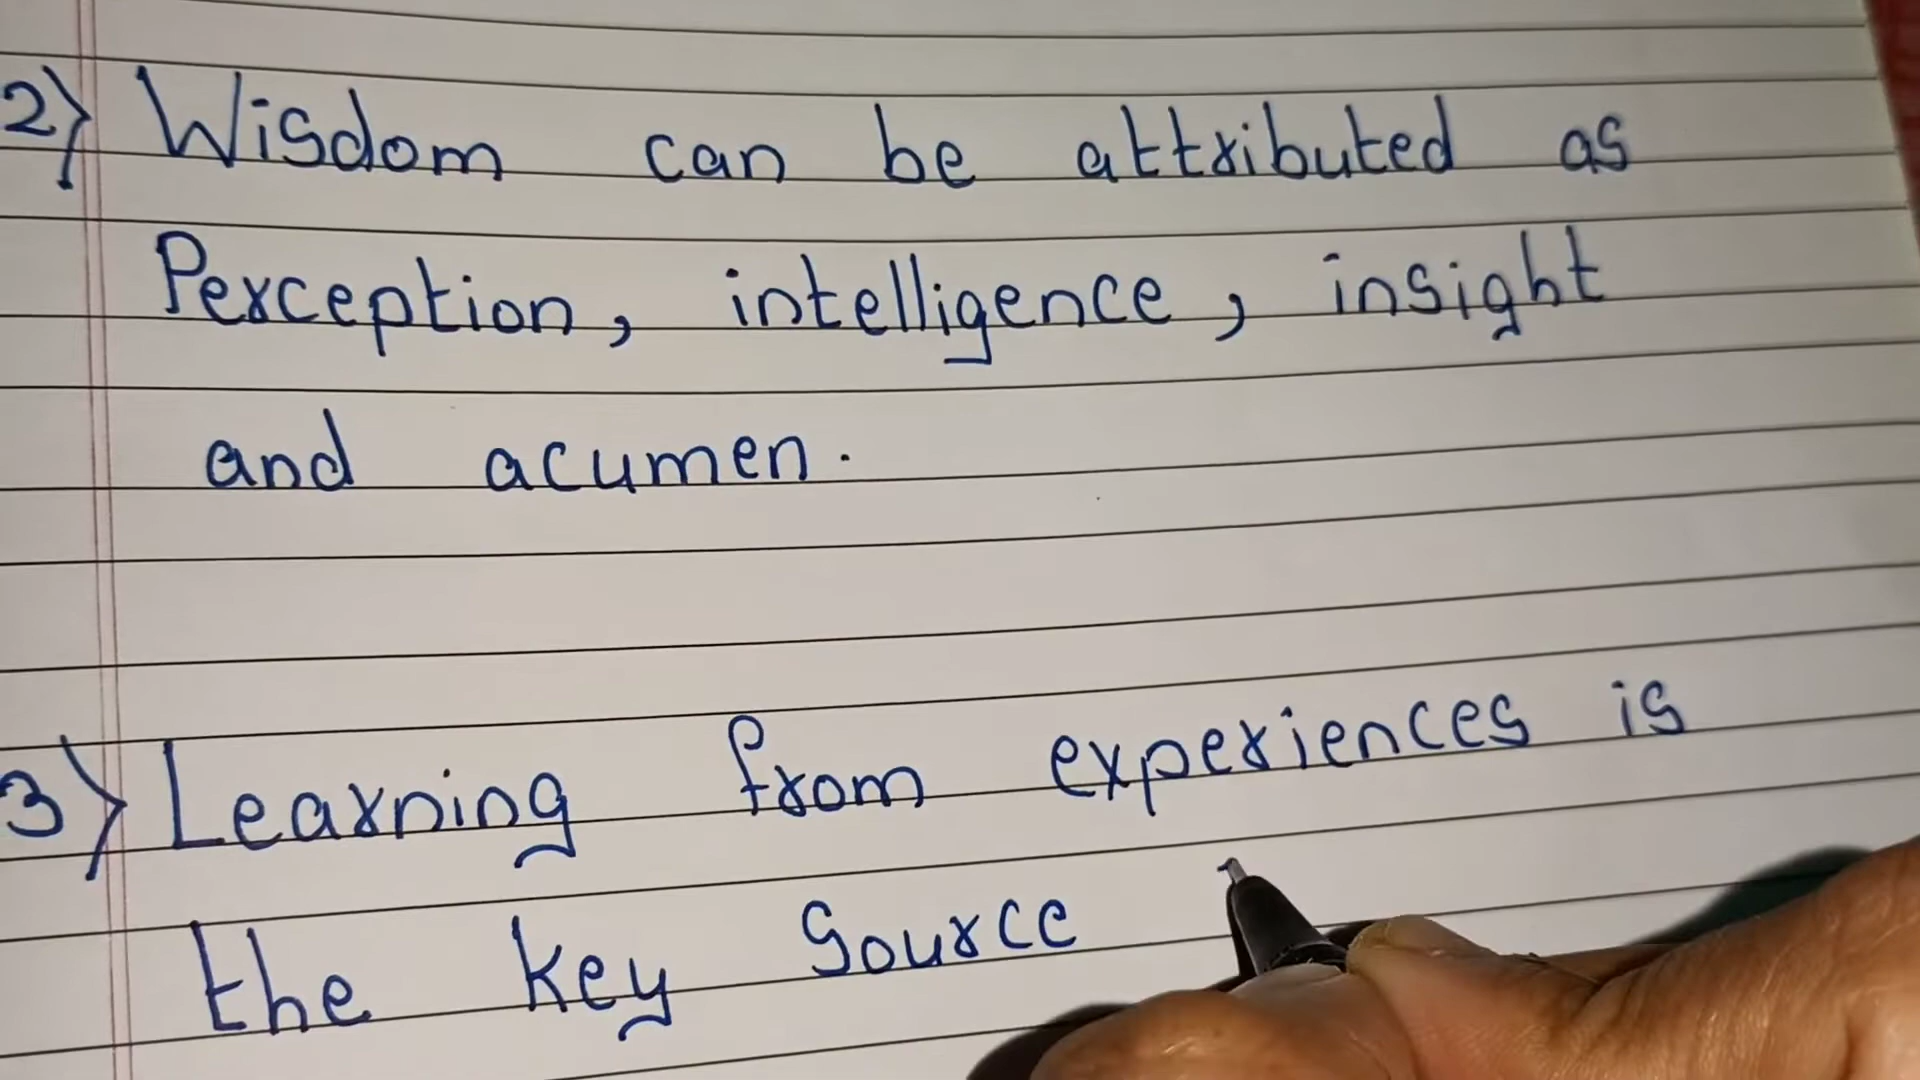 2) Wisdom can be attributed as
Perception, intelligence, insight
and acumen.
3) Learning from experiences is
the key Source